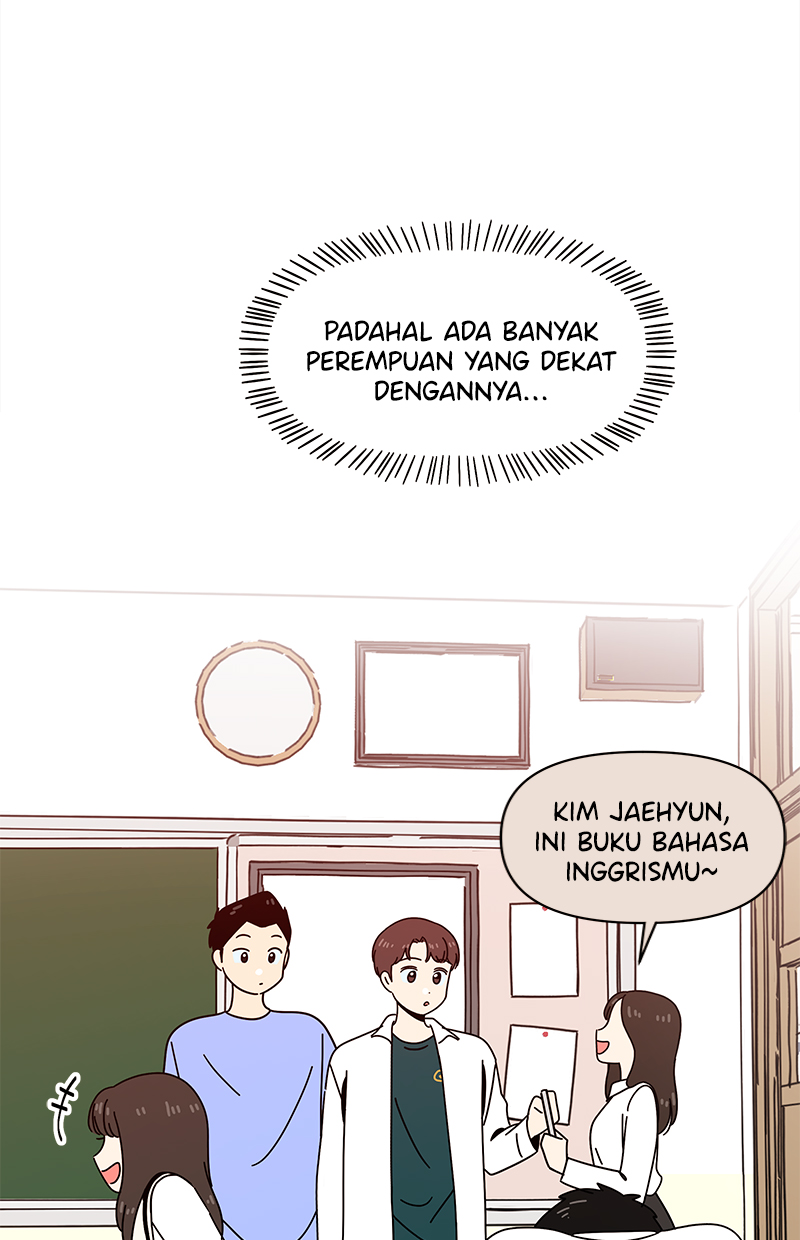 PADAHAL ADA BANYAK
PEREMPUAN YANG DEKAT
DENGANNYA...
KIM JAEHYUN,
INI BUKU BAHASA
INGGRISMU~